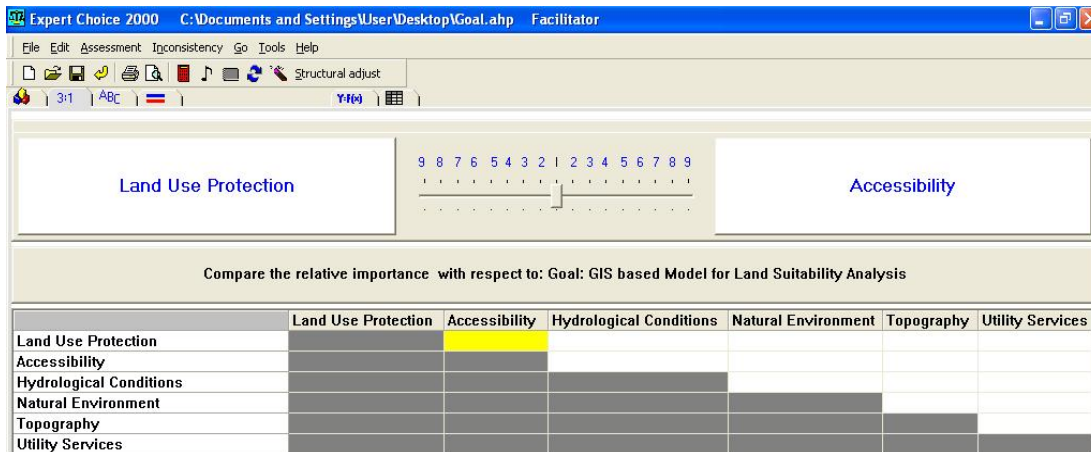 Expert Choice 2000 C:\Documents and Settings\User\Desktop\Goal.ahp Facilitator
File Edit Assessment Inconsistency Go Tools Help
Structural adjust
3:1 ABC Y:F(x)
9 8 7 6 5 4 3 2 1 2 3 4 5 6 7 8 9
Land Use Protection Accessibility
Compare the relative importance with respect to: Goal: GIS based Model for Land Suitability Analysis
Land Use Protection Accessibility Hydrological Conditions Natural Environment Topography Utility Services
Land Use Protection
Accessibility
Hydrological Conditions
Natural Environment
Topography
Utility Services